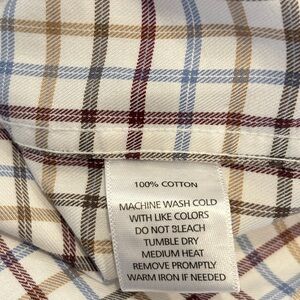 100% COTTON
MACHINE WASH COLD
WITH LIKE COLORS
DO NOT BLEACH
TUMBLE DRY
MEDIUM HEAT
REMOVE PROMPTLY
WARM IRON IF NEEDED